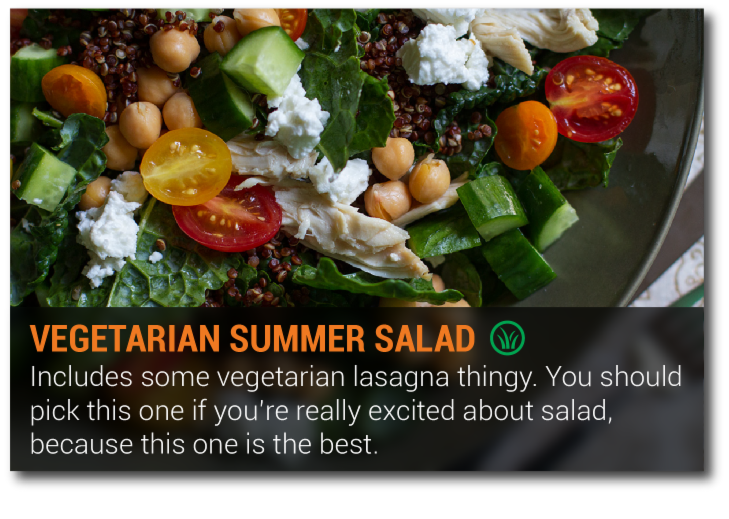 VEGETARIAN SUMMER SALAD
Includes some vegetarian lasagna thingy. You should
pick this one if you're really excited about salad,
because this one is the best.